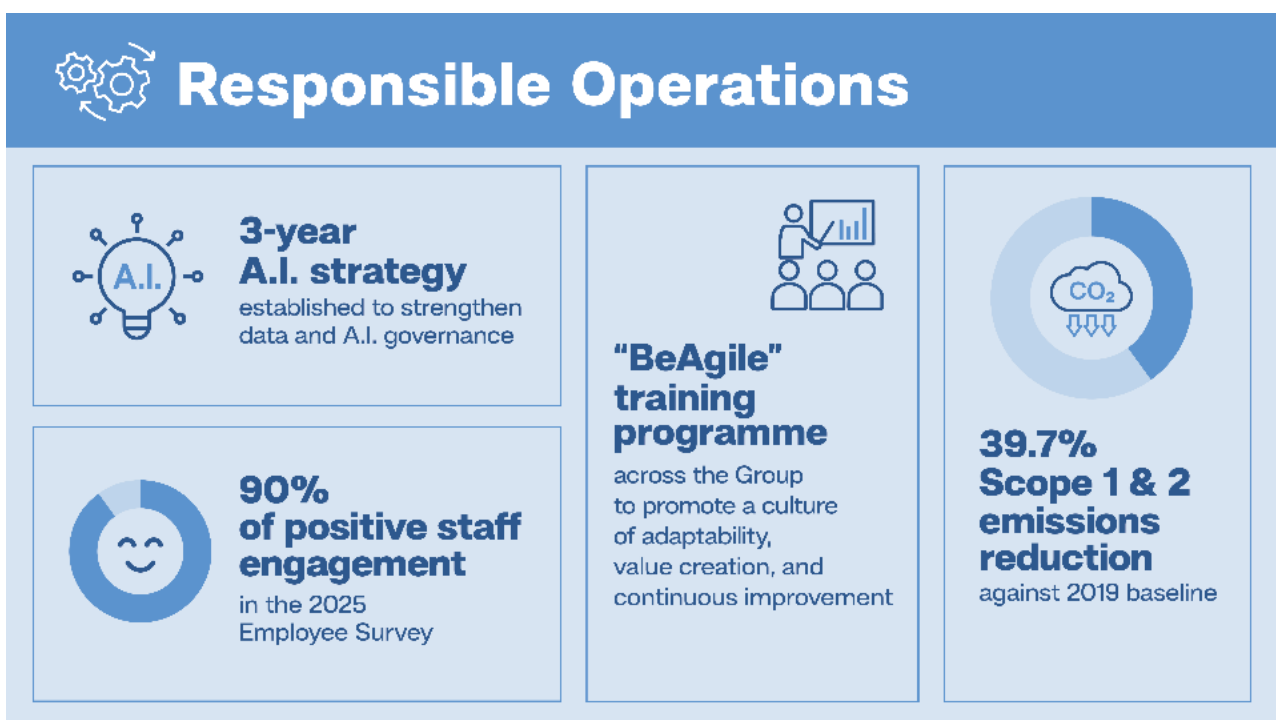 Responsible Operations
A.I.
3-year
A.I. strategy
established to strengthen
data and A.I. governance
90%
of positive staff
engagement
in the 2025
Employee Survey
“BeAgile”
training
programme
across the Group
to promote a culture
of adaptability,
value creation, and
continuous improvement
CO₂
39.7%
Scope 1 & 2
emissions
reduction
against 2019 baseline